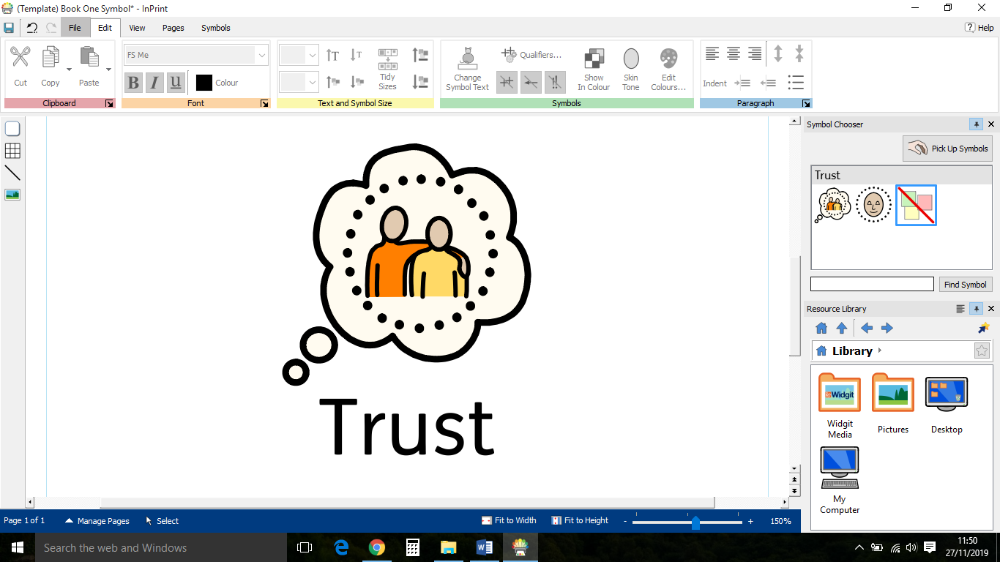 (Template) Book One Symbol* - InPrint
File Edit View Pages Symbols Help
Cut Copy Paste
Clipboard
FS Me
B I u Colour
Font
Tidy
Sizes
Text and Symbol Size
Change
Symbol Text
Qualifiers...
Show
In Colour
Skin
Tone
Edit
Colours...
Symbols
Indent
Paragraph
Trust
Symbol Chooser
Pick Up Symbols
Trust
Find Symbol
Resource Library
Library
Widgit
Widgit
Media
Pictures
Desktop
My
Computer
Page 1 of 1 Manage Pages Select Fit to Width Fit to Height - + 150%
Search the web and Windows
11:50
27/11/2019